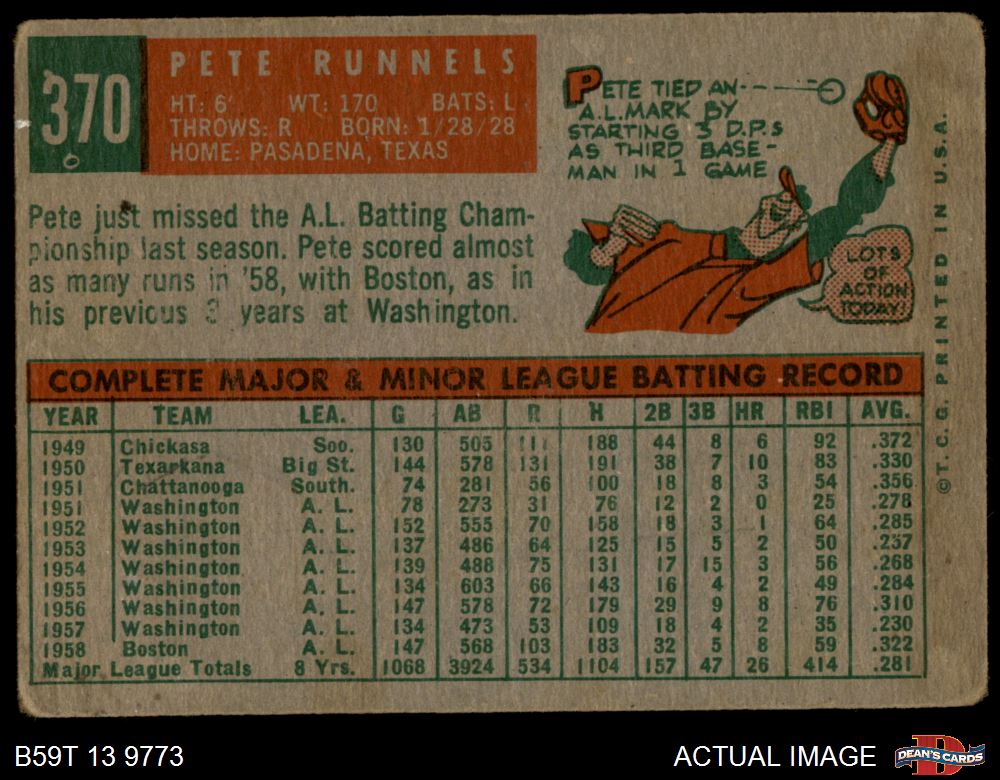 370
PETE RUNNELS
HT: 6' WT: 170 BATS: L
THROWS: R BORN: 1/28/28
HOME: PASADENA, TEXAS
Pete just missed the A.L. Batting Cham-
pionship last season. Pete scored almost
as many runs in '58, with Boston, as in
his previous 3 years at Washington.
PETE TIED AN
A.L. MARK BY
STARTING 3 D.P.s
AS THIRD BASE-
MAN IN 1 GAME
LOTS
OF
ACTION
TODAY
©T. C. G. PRINTED IN U.S.A.
COMPLETE MAJOR & MINOR LEAGUE BATTING RECORD
YEAR TEAM LEA. G AB R H 2B 3B HR RBI AVG.
1949 Chickasa Soo. 130 505 111 188 44 8 6 92 .372
1950 Texarkana Big St. 144 578 131 191 38 7 10 83 .330
1951 Chattanooga South. 74 281 56 100 18 8 3 54 .356
1951 Washington A. L. 78 273 31 76 12 2 0 25 .278
1952 Washington A. L. 152 555 70 158 18 3 1 64 .285
1953 Washington A. L. 137 486 64 125 15 5 2 50 .237
1954 Washington A. L. 139 488 75 131 17 15 3 56 .268
1955 Washington A. L. 134 603 66 143 16 4 2 49 .284
1956 Washington A. L. 147 578 72 179 29 9 8 76 .310
1957 Washington A. L. 134 473 53 109 18 4 2 35 .230
1958 Boston A. L. 147 568 103 183 32 5 8 59 .322
Major League Totals 8 Yrs. 1068 3924 534 1104 157 47 26 414 .281
B59T 13 9773
ACTUAL IMAGE
D
DEAN'S CARDS